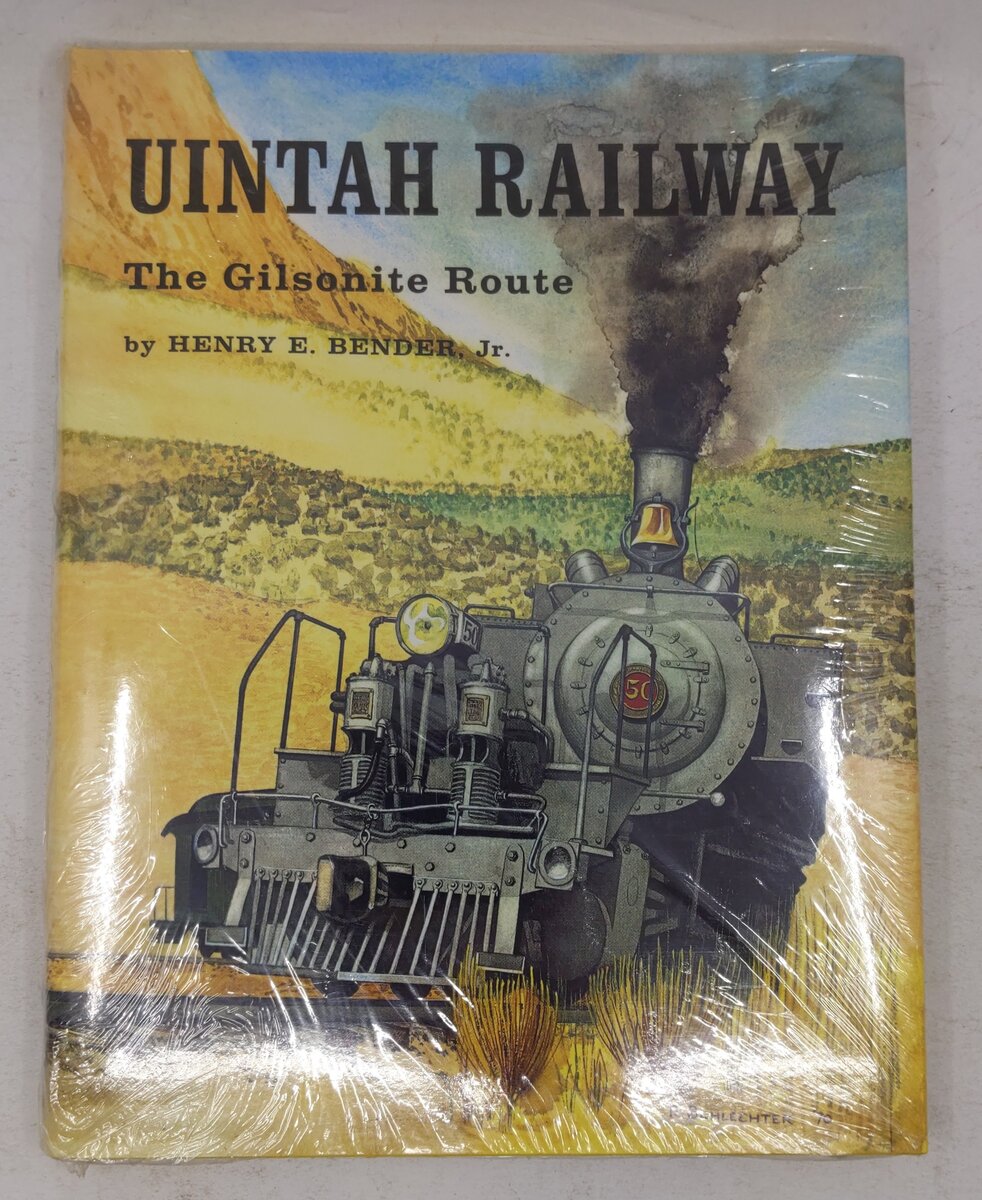 UINTAH RAILWAY
The Gilsonite Route
by HENRY E. BENDER, Jr.
50
50